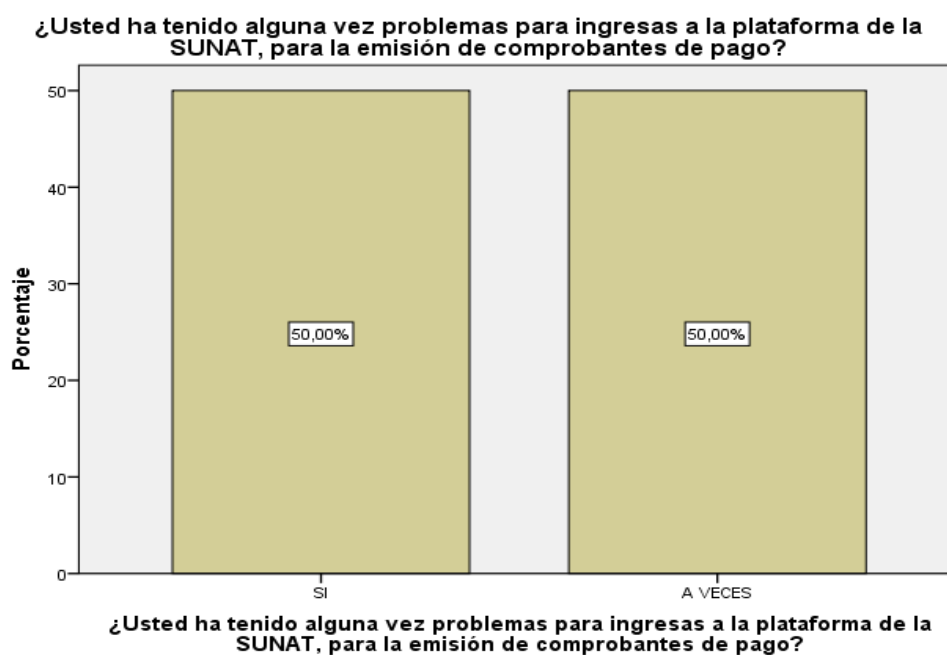 ¿Usted ha tenido alguna vez problemas para ingresas a la plataforma de la
SUNAT, para la emisión de comprobantes de pago?
50
40
30
20
10
0
Porcentaje
50,00%
50,00%
SI
A VECES
¿Usted ha tenido alguna vez problemas para ingresas a la plataforma de la
SUNAT, para la emisión de comprobantes de pago?